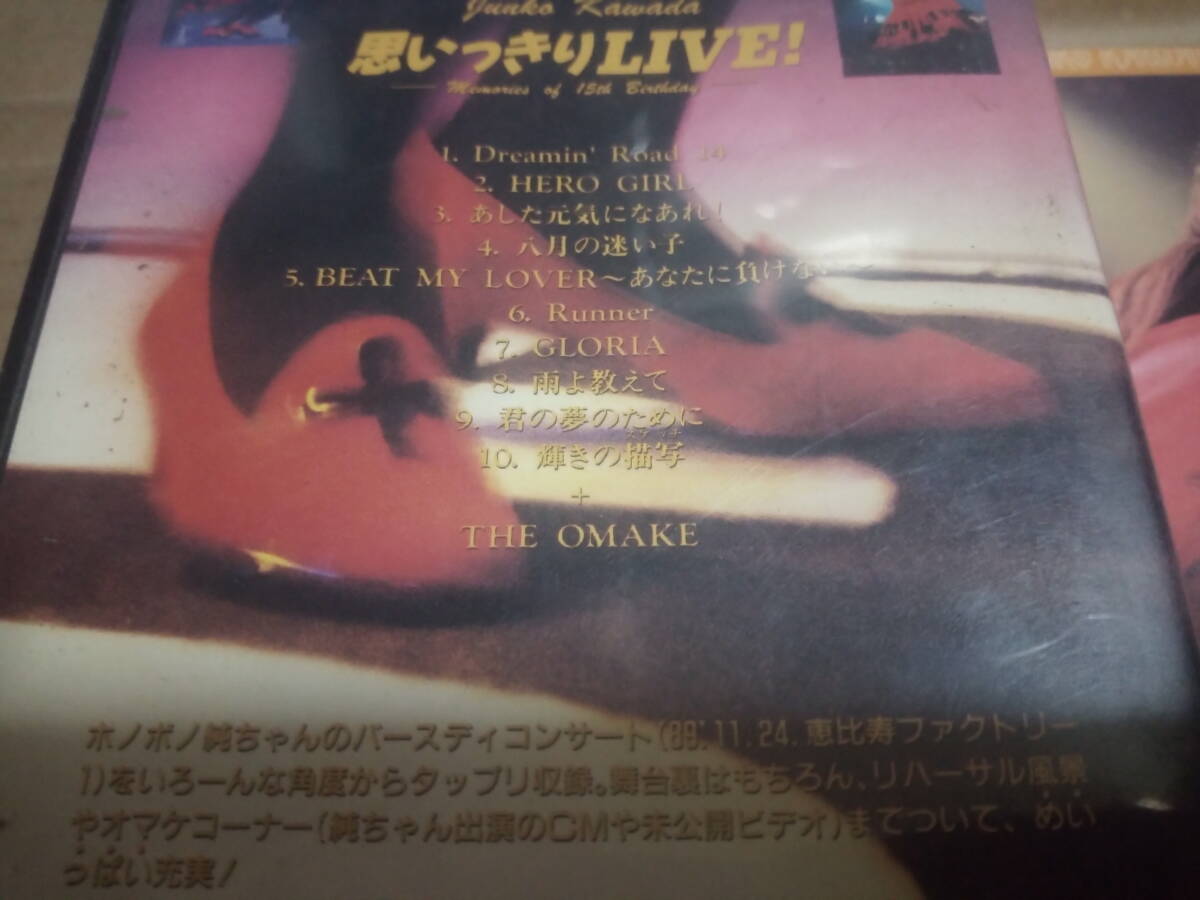 Junko Kawada
思いっきりLIVE!
Memories of 15th Birthday
1. Dreamin' Road 14
2. HERO GIRL
3. あした元気になあれ!
4. 八月の迷い子
5. BEAT MY LOVER〜あなたに負けな
6. Runner
7. GLORIA
8. 雨よ教えて
9. 君の夢のために
10. 輝きの描写
+
THE OMAKE
ホノボノ純ちゃんのバースディコンサート(89'.11.24.恵比寿ファクトリー
1)をいろーんな角度からタップリ収録。舞台裏はもちろん、リハーサル風景
やオマケコーナー(純ちゃん出演のCMや未公開ビデオ)までついて、めい
っぱい充実!